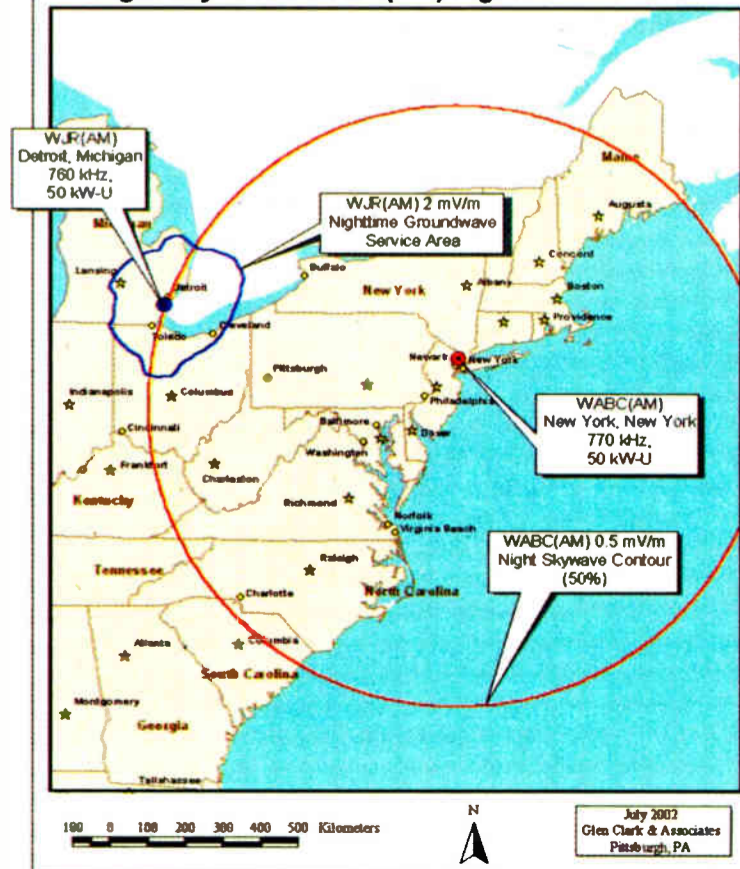 WJR(AM)
Detroit, Michigan
760 kHz,
50 kW-U
WJR(AM) 2 mV/m
Nighttime Groundwave
Service Area
Maine
Augusta
Michigan
Lansing
Detroit
Buffalo
Concord
New York
Albany
Boston
Providence
Toledo
Cleveland
Newark
New York
Pittsburgh
Indianapolis
Columbus
Philadelphia
WABC(AM)
New York, New York
770 kHz,
50 kW-U
Cincinnati
Baltimore
Dover
Washington
Frankfort
Charleston
Kentucky
Richmond
Norfolk
Virginia Beach
WABC(AM) 0.5 mV/m
Night Skywave Contour
(50%)
Tennessee
Raleigh
North Carolina
Charlotte
Atlanta
Columbia
South Carolina
Montgomery
Georgia
Tallahassee
100 0 100 200 300 400 500 Kilometers
N
July 2002
Glen Clark & Associates
Pittsburgh, PA